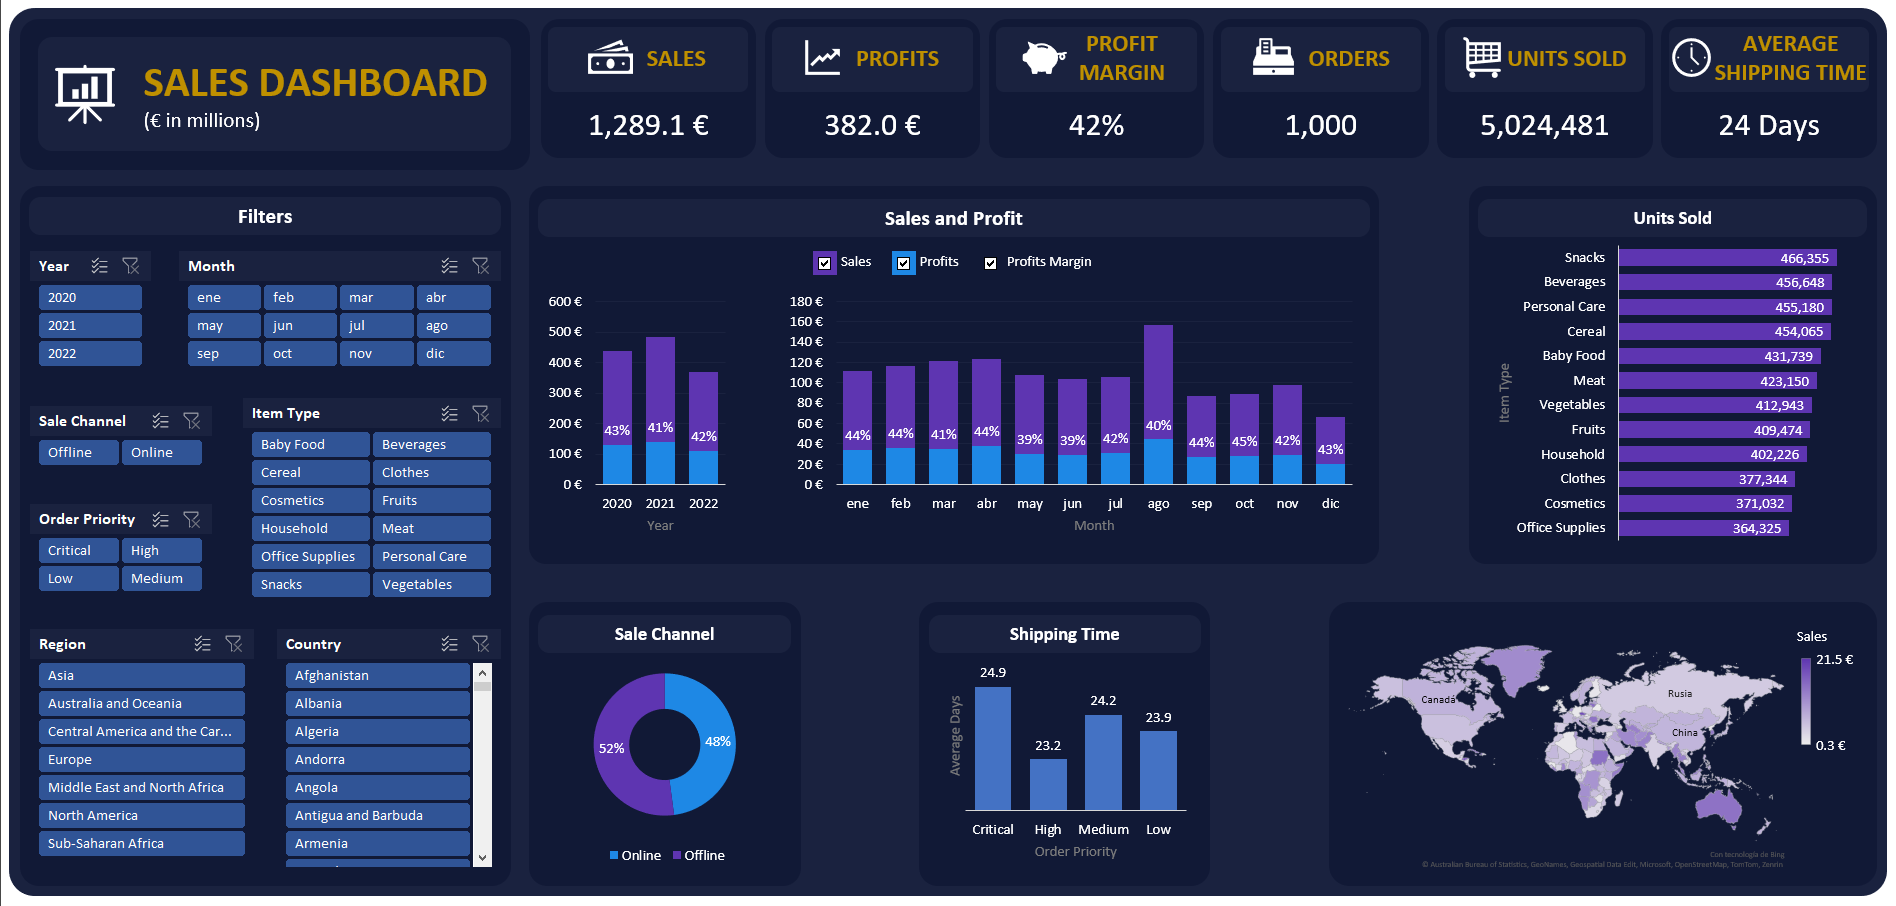 SALES DASHBOARD
(€ in millions)
SALES
1,289.1 €
PROFITS
382.0 €
PROFIT
MARGIN
42%
ORDERS
1,000
UNITS SOLD
5,024,481
AVERAGE
SHIPPING TIME
24 Days
Filters
Year
2020
2021
2022
Month
ene feb mar abr
may jun jul ago
sep oct nov dic
Sale Channel
Offline Online
Order Priority
Critical High
Low Medium
Item Type
Baby Food Beverages
Cereal Clothes
Cosmetics Fruits
Household Meat
Office Supplies Personal Care
Snacks Vegetables
Region
Asia
Australia and Oceania
Central America and the Car...
Europe
Middle East and North Africa
North America
Sub-Saharan Africa
Country
Afghanistan
Albania
Algeria
Andorra
Angola
Antigua and Barbuda
Armenia
Sales and Profit
Sales Profits Profits Margin
600 €
500 €
400 €
300 €
200 €
100 €
0 €
43% 41% 42%
2020 2021 2022
Year
180 €
160 €
140 €
120 €
100 €
80 €
60 €
40 €
20 €
0 €
44% 44% 41% 44% 39% 39% 42% 40% 44% 45% 42% 43%
ene feb mar abr may jun jul ago sep oct nov dic
Month
Units Sold
Item Type
Snacks 466,355
Beverages 456,648
Personal Care 455,180
Cereal 454,065
Baby Food 431,739
Meat 423,150
Vegetables 412,943
Fruits 409,474
Household 402,226
Clothes 377,344
Cosmetics 371,032
Office Supplies 364,325
Sale Channel
52% 48%
Online Offline
Shipping Time
Average Days
24.9 23.2 24.2 23.9
Critical High Medium Low
Order Priority
Sales
21.5 €
0.3 €
Canadá
Rusia
China
Con tecnología de Bing
© Australian Bureau of Statistics, GeoNames, Geospatial Data Edit, Microsoft, OpenStreetMap, TomTom, Zenrin